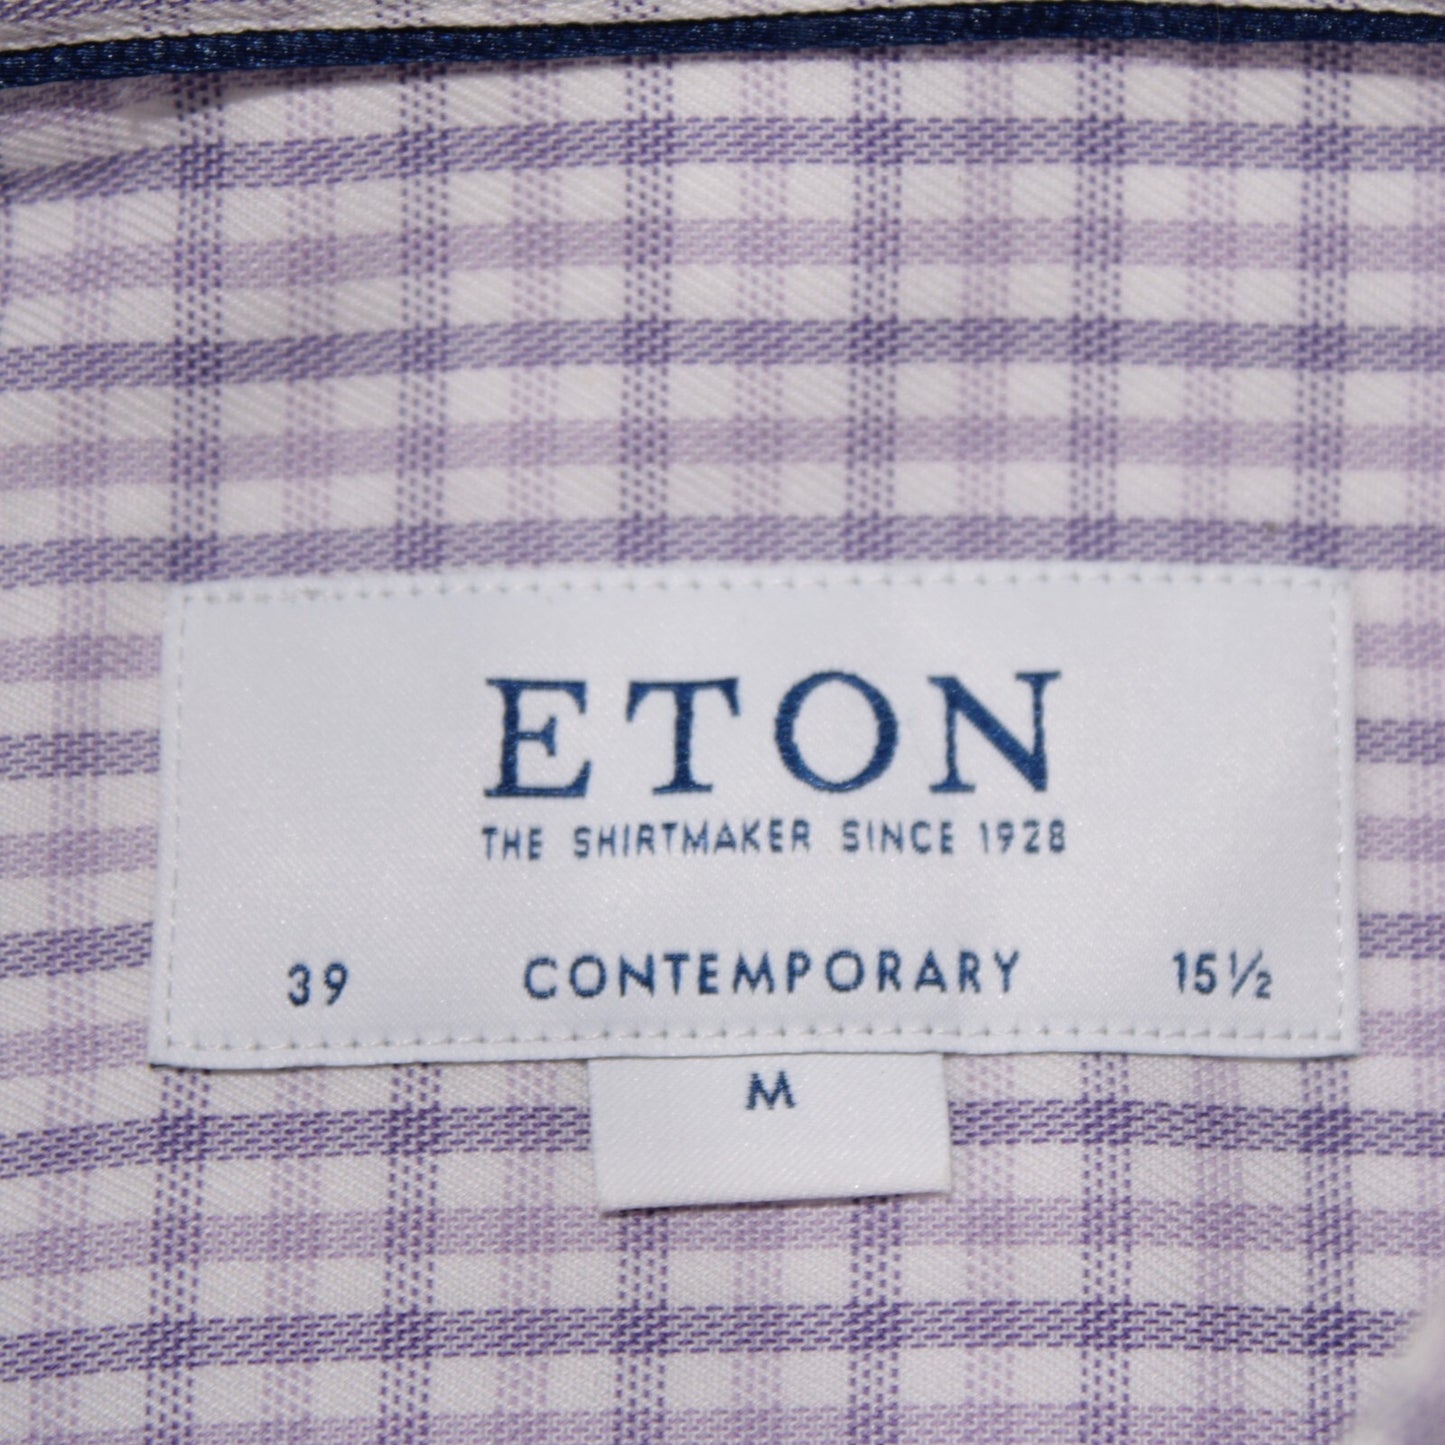 ETON
THE SHIRTMAKER SINCE 1928
39 CONTEMPORARY 15½
M